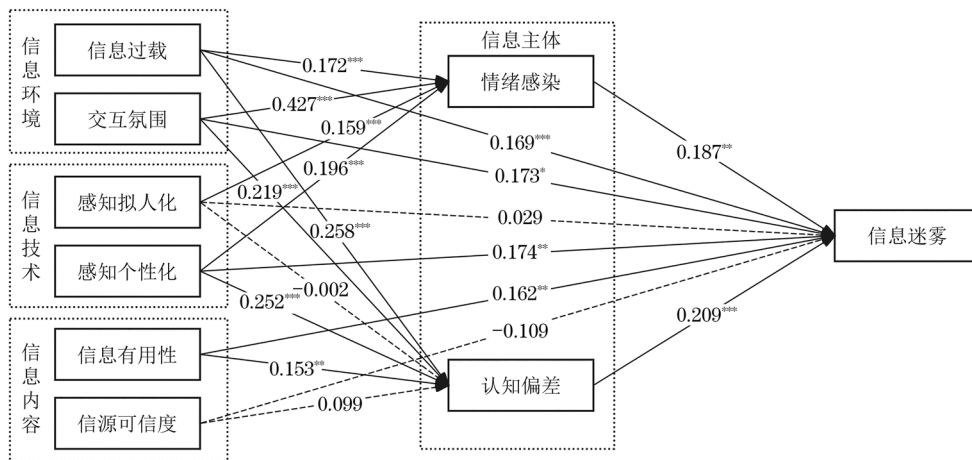 信息环境
信息过载
交互氛围
信息技术
感知拟人化
感知个性化
信息内容
信息有用性
信源可信度
信息主体
情绪感染
认知偏差
信息迷雾
0.172***
0.427***
0.159***
0.196***
0.219***
0.258***
-0.002
0.252***
0.153**
0.099
0.169***
0.173*
0.029
0.174**
0.162**
-0.109
0.187**
0.209***